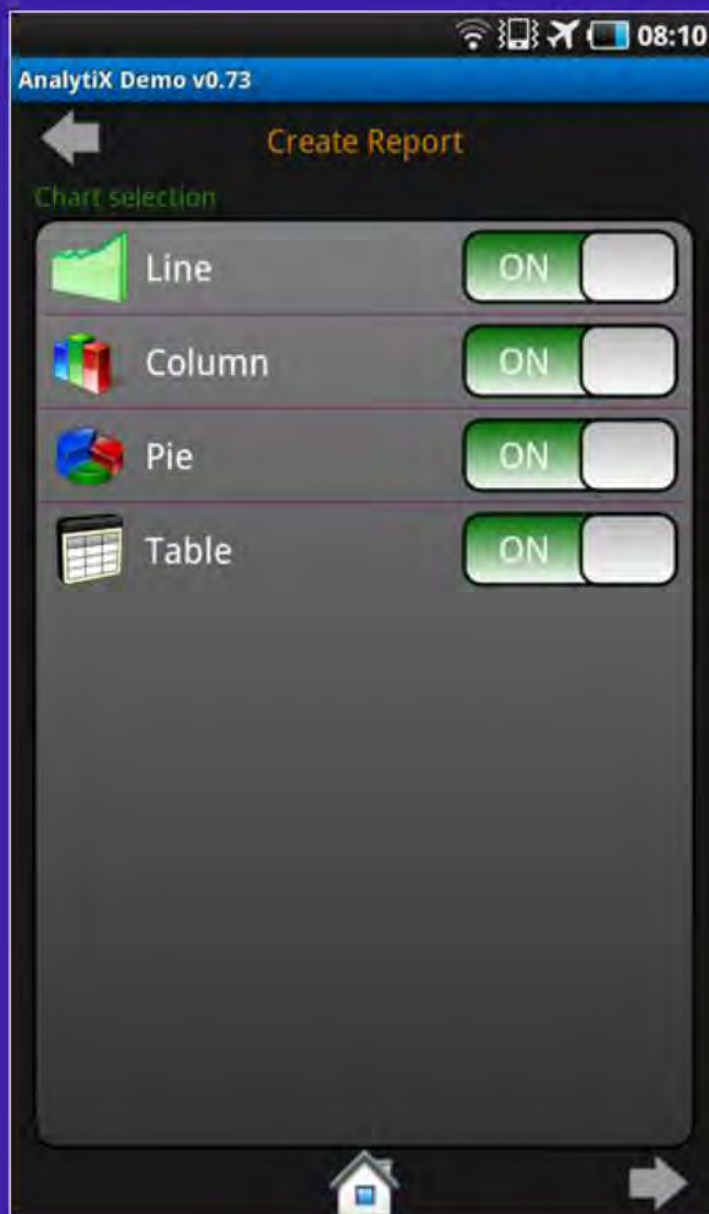 08:10
AnalytiX Demo v0.73
Create Report
Chart selection
Line ON
Column ON
Pie ON
Table ON